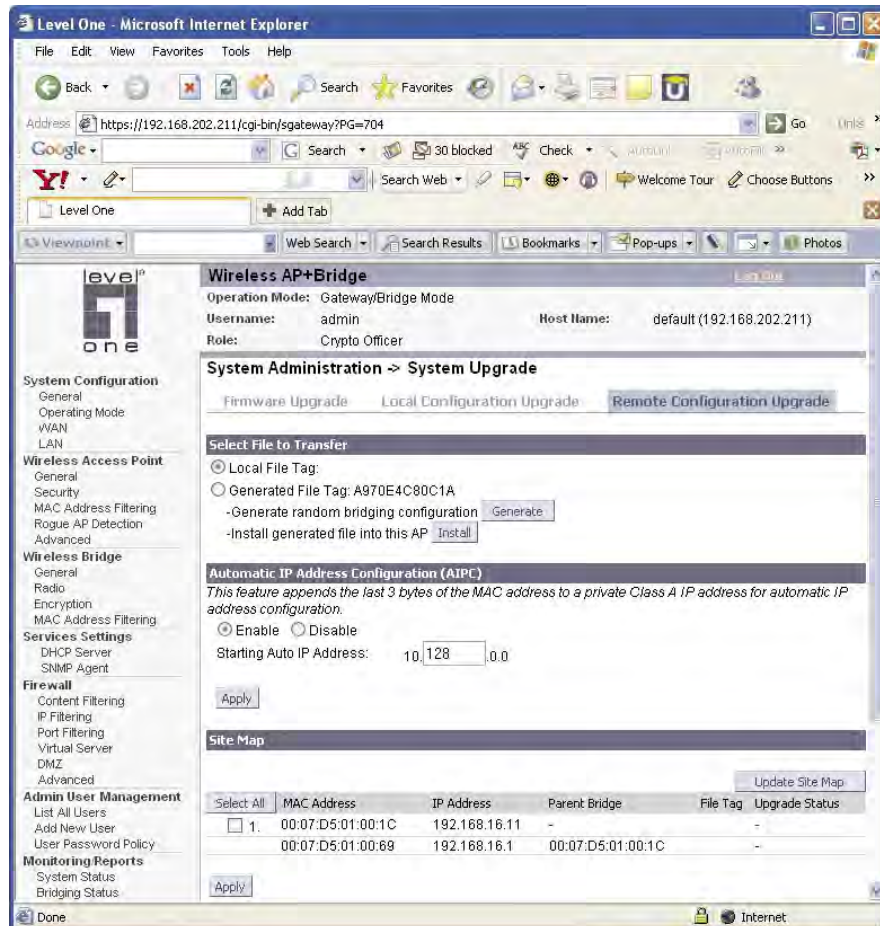 Level One - Microsoft Internet Explorer
File Edit View Favorites Tools Help
Back Search Favorites
Address https://192.168.202.211/cgi-bin/sgateway?PG=704 Go Links »
Google Search 30 blocked ABC Check AutoLink AutoFill »
Y! Search Web Welcome Tour Choose Buttons »
Level One Add Tab
Viewpoint Web Search Search Results Bookmarks Pop-ups Photos
level one
Wireless AP+Bridge Log Out
Operation Mode: Gateway/Bridge Mode
Username: admin Host Name: default (192.168.202.211)
Role: Crypto Officer
System Configuration
General
Operating Mode
WAN
LAN
Wireless Access Point
General
Security
MAC Address Filtering
Rogue AP Detection
Advanced
Wireless Bridge
General
Radio
Encryption
MAC Address Filtering
Services Settings
DHCP Server
SNMP Agent
Firewall
Content Filtering
IP Filtering
Port Filtering
Virtual Server
DMZ
Advanced
Admin User Management
List All Users
Add New User
User Password Policy
Monitoring/Reports
System Status
Bridging Status
System Administration -> System Upgrade
Firmware Upgrade Local Configuration Upgrade Remote Configuration Upgrade
Select File to Transfer
Local File Tag:
Generated File Tag: A970E4C80C1A
-Generate random bridging configuration Generate
-Install generated file into this AP Install
Automatic IP Address Configuration (AIPC)
This feature appends the last 3 bytes of the MAC address to a private Class A IP address for automatic IP
address configuration.
Enable Disable
Starting Auto IP Address: 10. 128 .0.0
Apply
Site Map
Update Site Map
Select All MAC Address IP Address Parent Bridge File Tag Upgrade Status
1. 00:07:D5:01:00:1C 192.168.16.11 - -
00:07:D5:01:00:69 192.168.16.1 00:07:D5:01:00:1C -
Apply
Done Internet